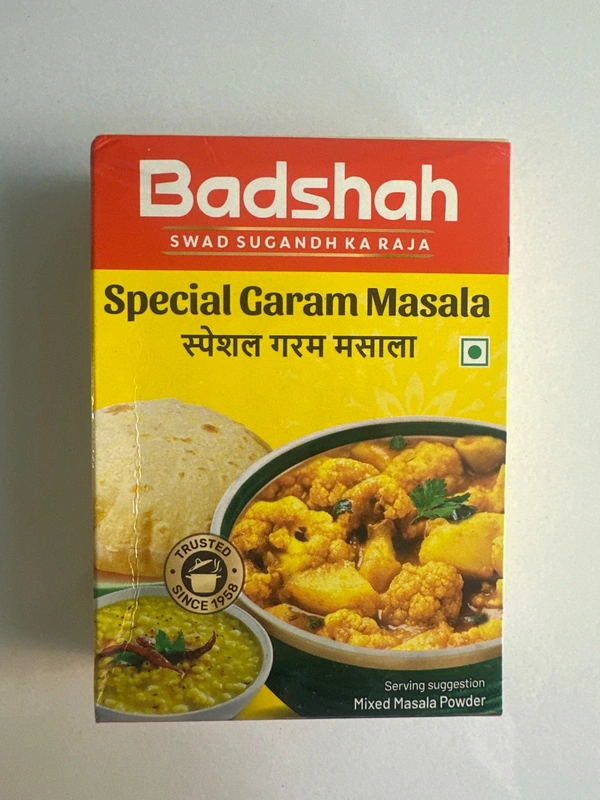 Badshah
SWAD SUGANDH KA RAJA
Special Garam Masala
स्पेशल गरम मसाला
TRUSTED
SINCE 1958
Serving suggestion
Mixed Masala Powder